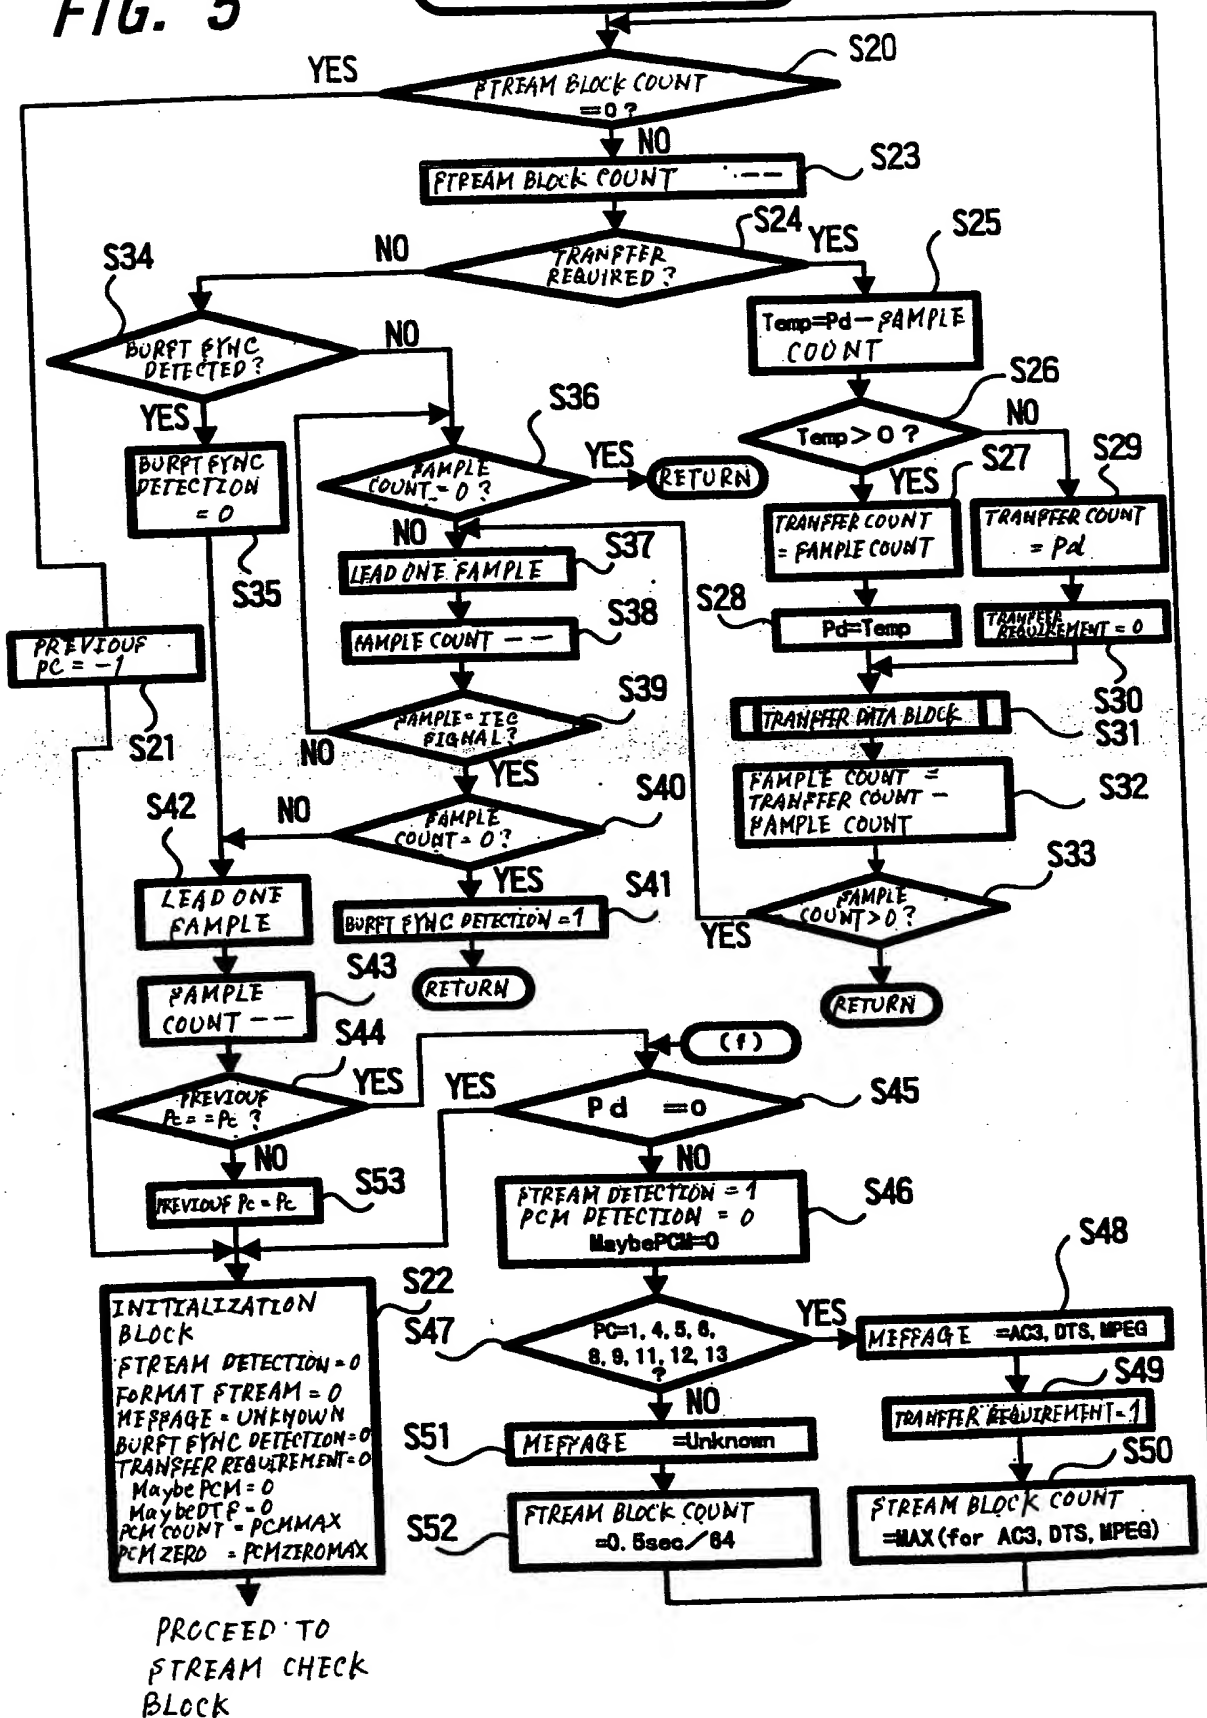 FIG. 5
S20
YES
STREAM BLOCK COUNT
==0?
NO
S23
STREAM BLOCK COUNT --
S24
NO
YES
S25
S34
TRANSFER
REQUIRED?
Temp=Pd-SAMPLE
COUNT
BURST SYNC
DETECTED?
NO
S26
YES
S36
Temp>0?
NO
BURST SYNC
DETECTION
=0
SAMPLE
COUNT=0?
YES
RETURN
YES
S27
S29
S35
NO
S37
TRANSFER COUNT
=SAMPLE COUNT
TRANSFER COUNT
=Pd
LEAD ONE SAMPLE
S28
SAMPLE COUNT --
S38
Pd=Temp
TRANSFER
REQUIREMENT=0
PREVIOUS
PC=-1
S39
S30
S21
SAMPLE=IEC
SIGNAL?
NO
YES
TRANSFER DATA BLOCK
S31
S42
NO
SAMPLE
COUNT=0?
S40
SAMPLE COUNT =
TRANSFER COUNT -
SAMPLE COUNT
S32
YES
S41
S33
LEAD ONE
SAMPLE
BURST SYNC DETECTION=1
YES
SAMPLE
COUNT>0?
S43
RETURN
RETURN
SAMPLE
COUNT --
S44
(f)
PREVIOUS
Pc==Pc ?
YES
YES
Pd ==0
S45
NO
NO
PREVIOUS Pc=Pc
S53
STREAM DETECTION=1
PCM DETECTION=0
MaybePCM=0
S46
S48
S22
INITIALIZATION
BLOCK
STREAM DETECTION=0
FORMAT STREAM=0
MESSAGE=UNKNOWN
BURST SYNC DETECTION=0
TRANSFER REQUIREMENT=0
MaybePCM=0
MaybeDTS=0
PCM COUNT=PCMMAX
PCM ZERO =PCMZEROMAX
S47
PC=1, 4, 5, 6,
8, 9, 11, 12, 13
?
YES
MESSAGE =AC3, DTS, MPEG
S49
NO
TRANSFER REQUIREMENT=1
S51
MESSAGE =Unknown
S50
S52
STREAM BLOCK COUNT
=0.5sec/64
STREAM BLOCK COUNT
=MAX(for AC3, DTS, MPEG)
PROCEED TO
STREAM CHECK
BLOCK